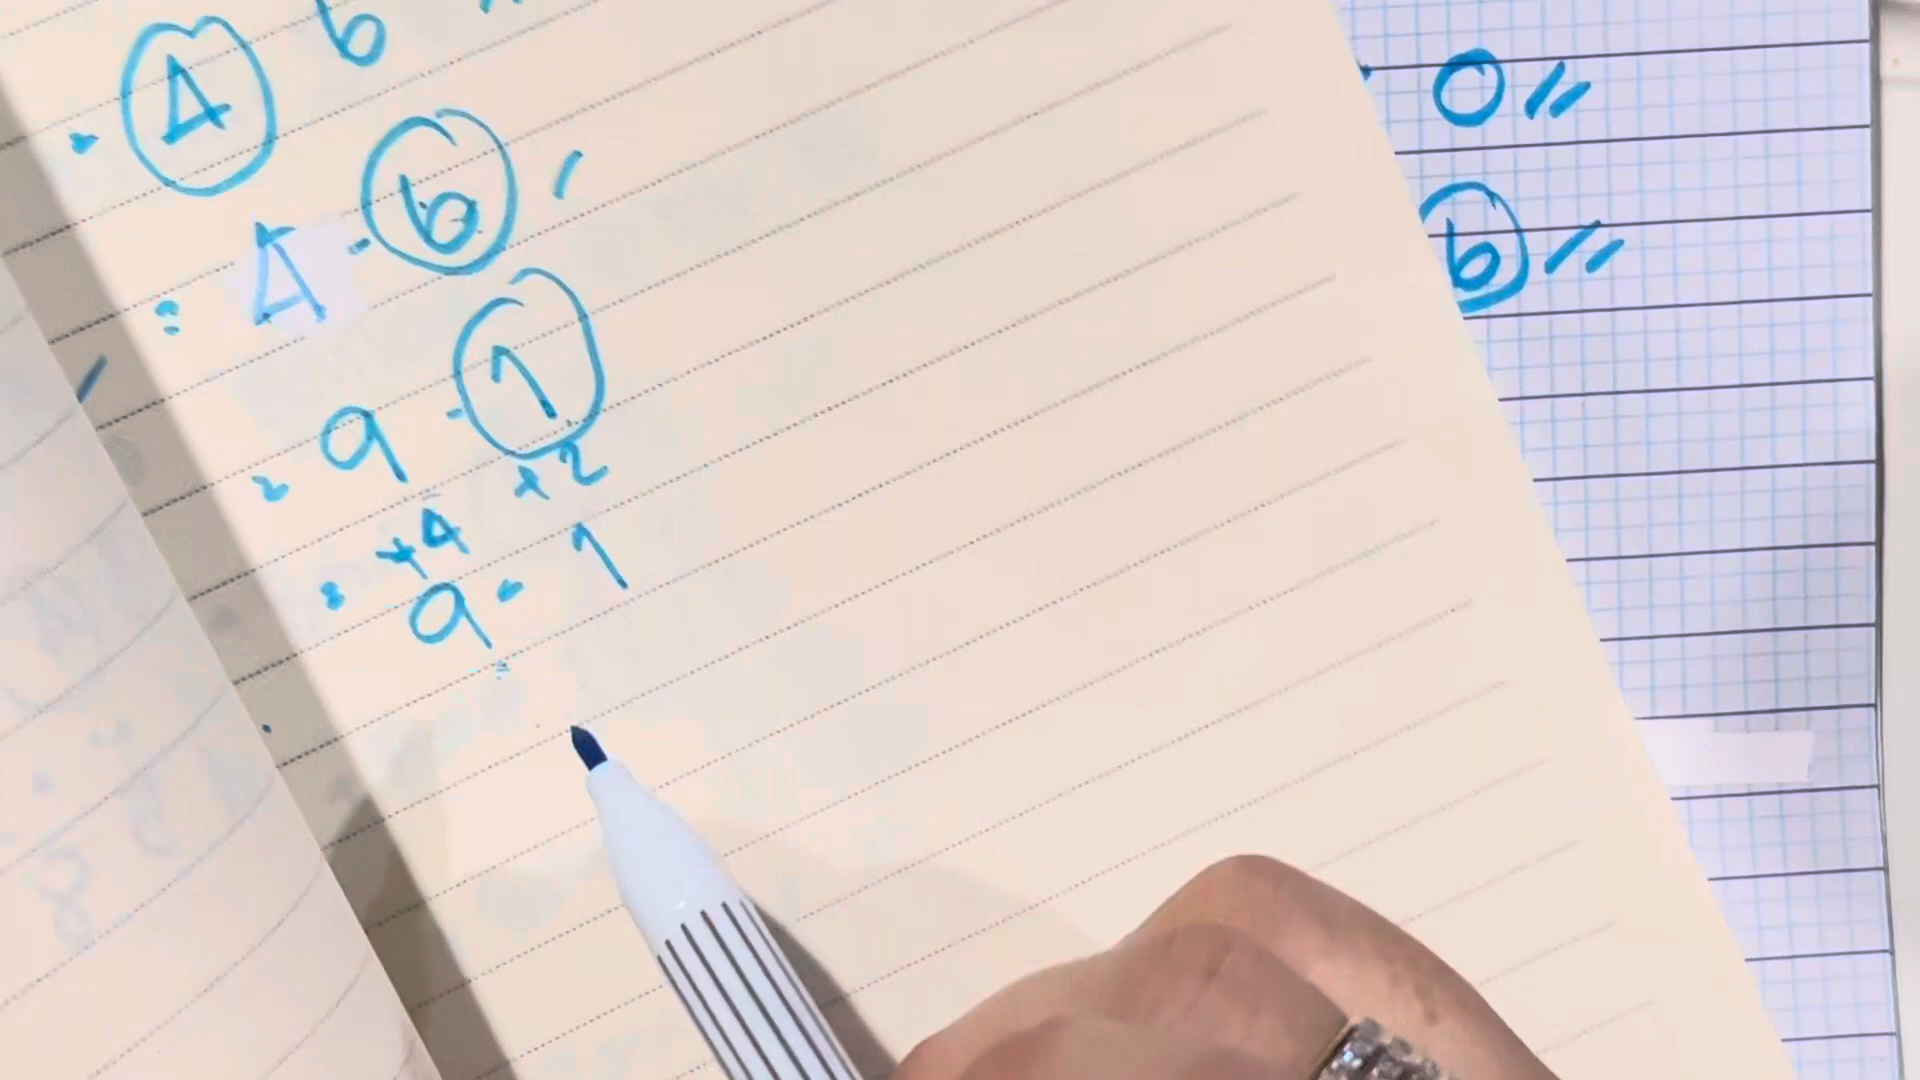 4 6
= 4 - 6 /
= 9 - 1
+4 +2
= 9 - 1
=
0 //
6 //